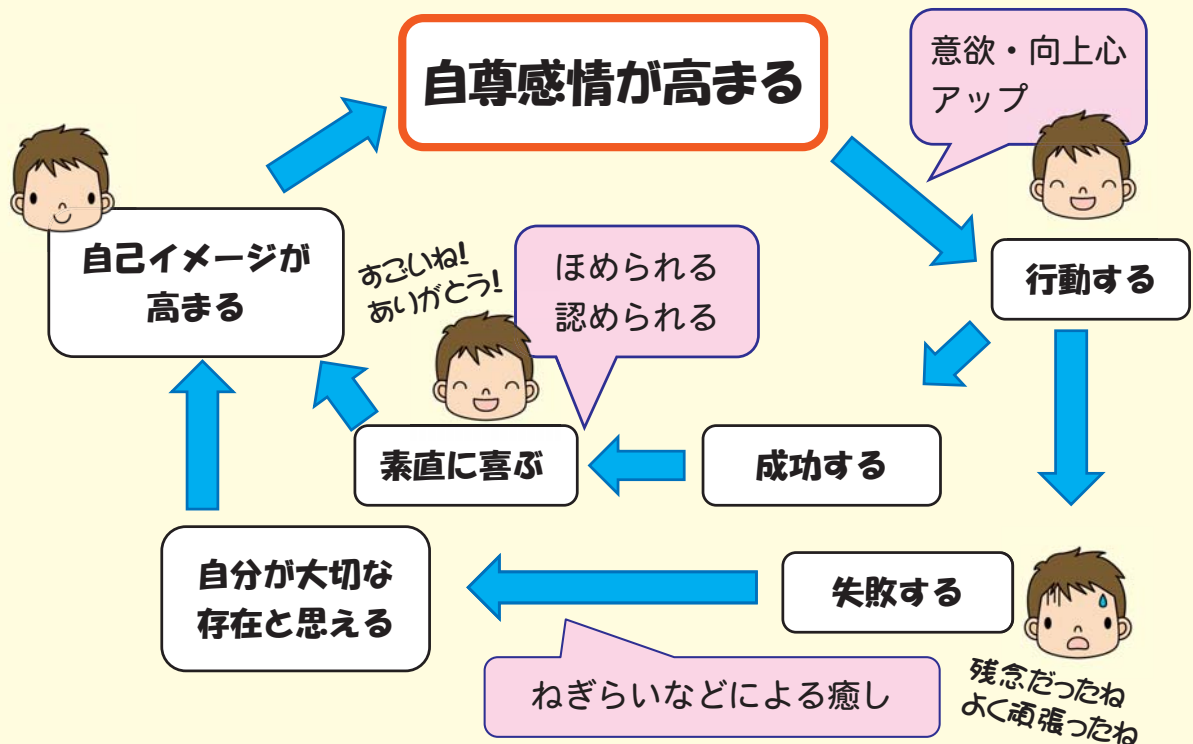 自尊感情が高まる
意欲・向上心
アップ
自己イメージが
高まる
すごいね!
ありがとう!
ほめられる
認められる
行動する
素直に喜ぶ
成功する
自分が大切な
存在と思える
失敗する
ねぎらいなどによる癒し
残念だったね
よく頑張ったね